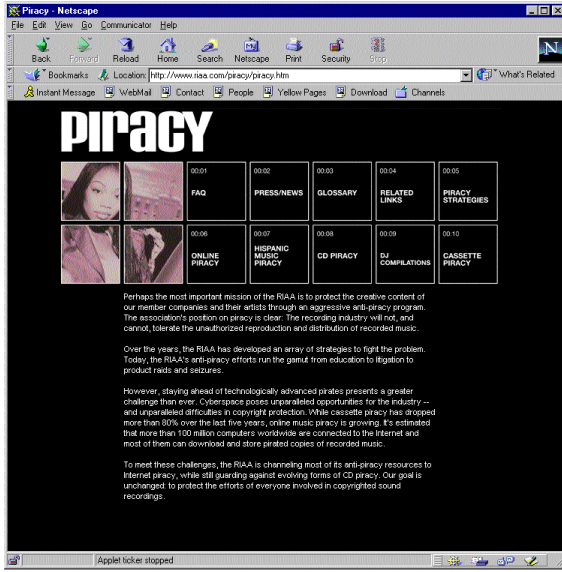 Piracy - Netscape
File Edit View Go Communicator Help
Back Forward Reload Home Search Netscape Print Security Stop
N
Bookmarks Location: http://www.riaa.com/piracy/piracy.htm What's Related
Instant Message WebMail Contact People Yellow Pages Download Channels
PIracy
00:01 00:02 00:03 00:04 00:05
FAQ PRESS/NEWS GLOSSARY RELATED LINKS PIRACY STRATEGIES
00:06 00:07 00:08 00:09 00:10
ONLINE PIRACY HISPANIC MUSIC PIRACY CD PIRACY DJ COMPILATIONS CASSETTE PIRACY
Perhaps the most important mission of the RIAA is to protect the creative content of
our member companies and their artists through an aggressive anti-piracy program.
The association's position on piracy is clear: The recording industry will not, and
cannot, tolerate the unauthorized reproduction and distribution of recorded music.
Over the years, the RIAA has developed an array of strategies to fight the problem.
Today, the RIAA's anti-piracy efforts run the gamut from education to litigation to
product raids and seizures.
However, staying ahead of technologically advanced pirates presents a greater
challenge than ever. Cyberspace poses unparalleled opportunities for the industry --
and unparalleled difficulties in copyright protection. While cassette piracy has dropped
more than 80% over the last five years, online music piracy is growing. It's estimated
that more than 100 million computers worldwide are connected to the Internet and
most of them can download and store pirated copies of recorded music.
To meet these challenges, the RIAA is channeling most of its anti-piracy resources to
Internet piracy, while still guarding against evolving forms of CD piracy. Our goal is
unchanged: to protect the efforts of everyone involved in copyrighted sound
recordings.
Applet ticker stopped